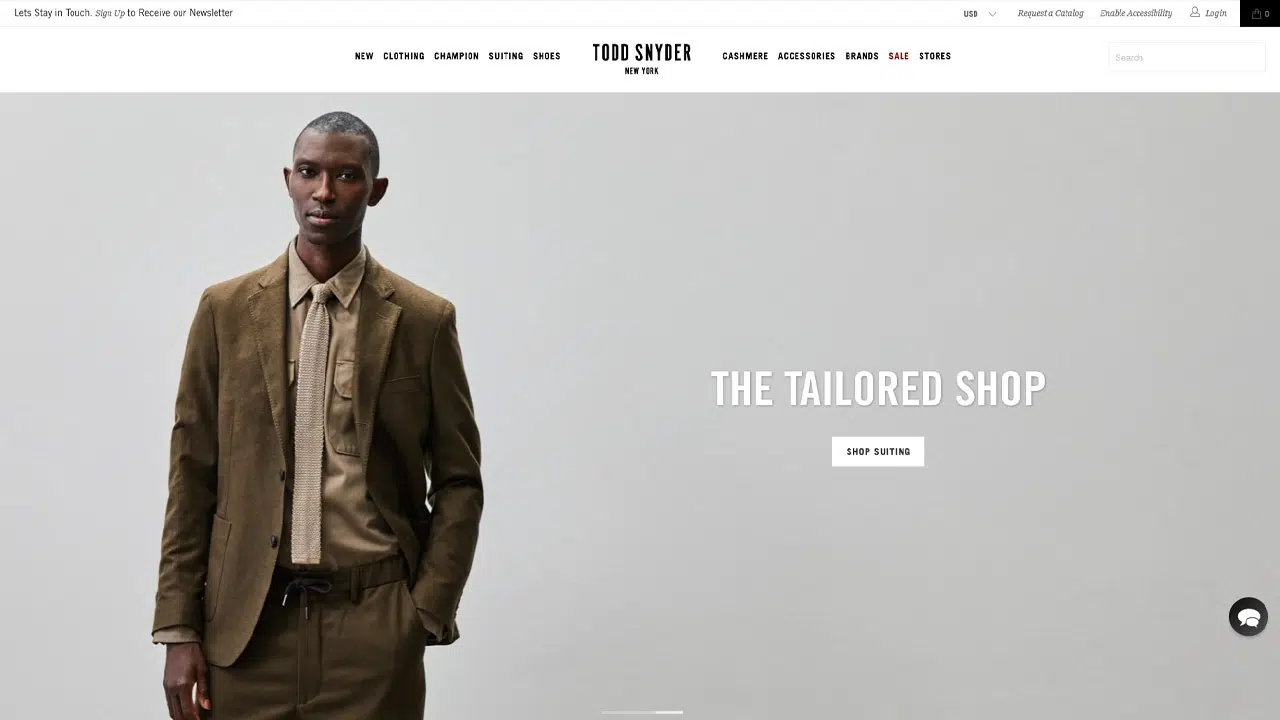 Lets Stay in Touch. Sign Up to Receive our Newsletter
USD
Request a Catalog
Enable Accessibility
Login
0
NEW CLOTHING CHAMPION SUITING SHOES
TODD SNYDER
NEW YORK
CASHMERE ACCESSORIES BRANDS SALE STORES
Search
THE TAILORED SHOP
SHOP SUITING